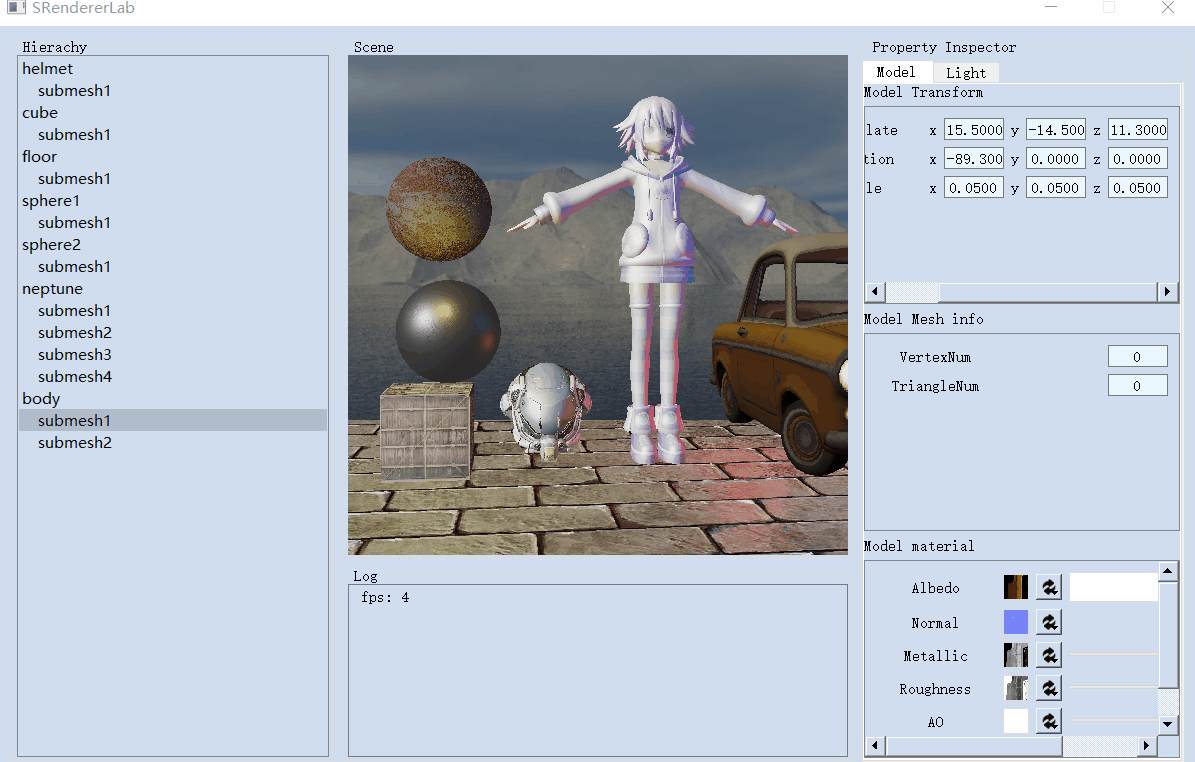 SRendererLab
Hierachy
helmet
submesh1
cube
submesh1
floor
submesh1
sphere1
submesh1
sphere2
submesh1
neptune
submesh1
submesh2
submesh3
submesh4
body
submesh1
submesh2
Scene
Log
fps: 4
Property Inspector
Model Light
Model Transform
late x 15.5000 y -14.500 z 11.3000
tion x -89.300 y 0.0000 z 0.0000
le x 0.0500 y 0.0500 z 0.0500
Model Mesh info
VertexNum 0
TriangleNum 0
Model material
Albedo
Normal
Metallic
Roughness
AO